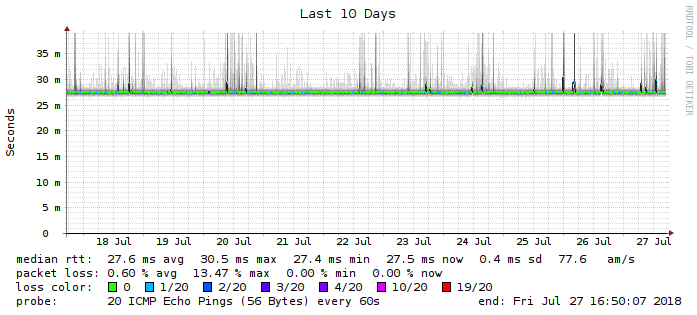 Last 10 Days
RRDTOOL / TOBI OETIKER
Seconds
35 m
30 m
25 m
20 m
15 m
10 m
5 m
0
18 Jul 19 Jul 20 Jul 21 Jul 22 Jul 23 Jul 24 Jul 25 Jul 26 Jul 27 Jul
median rtt: 27.6 ms avg 30.5 ms max 27.4 ms min 27.5 ms now 0.4 ms sd 77.6 am/s
packet loss: 0.60 % avg 13.47 % max 0.00 % min 0.00 % now
loss color: 0 1/20 2/20 3/20 4/20 10/20 19/20
probe: 20 ICMP Echo Pings (56 Bytes) every 60s end: Fri Jul 27 16:50:07 2018